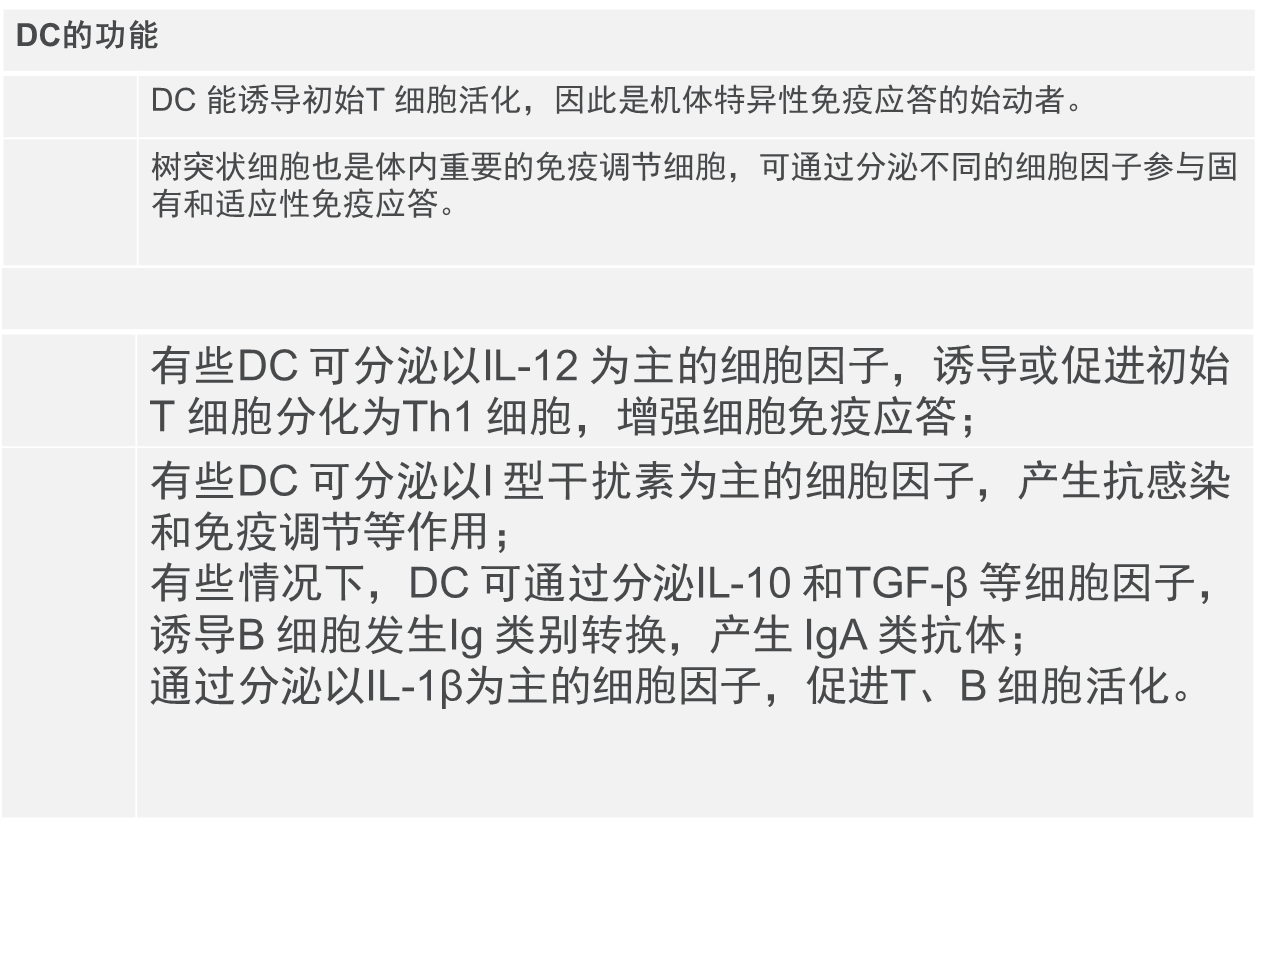 DC的功能
DC 能诱导初始T 细胞活化，因此是机体特异性免疫应答的始动者。
树突状细胞也是体内重要的免疫调节细胞，可通过分泌不同的细胞因子参与固
有和适应性免疫应答。
有些DC 可分泌以IL-12 为主的细胞因子，诱导或促进初始
T 细胞分化为Th1 细胞，增强细胞免疫应答；
有些DC 可分泌以I 型干扰素为主的细胞因子，产生抗感染
和免疫调节等作用；
有些情况下，DC 可通过分泌IL-10 和TGF-β 等细胞因子，
诱导B 细胞发生Ig 类别转换，产生 IgA 类抗体；
通过分泌以IL-1β为主的细胞因子，促进T、B 细胞活化。